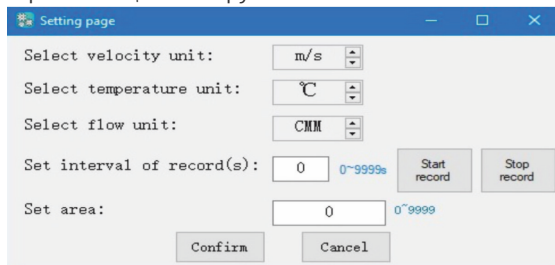 Setting page
Select velocity unit: m/s
Select temperature unit: ℃
Select flow unit: CMM
Set interval of record(s): 0 0~9999s Start record Stop record
Set area: 0 0~9999
Confirm Cancel